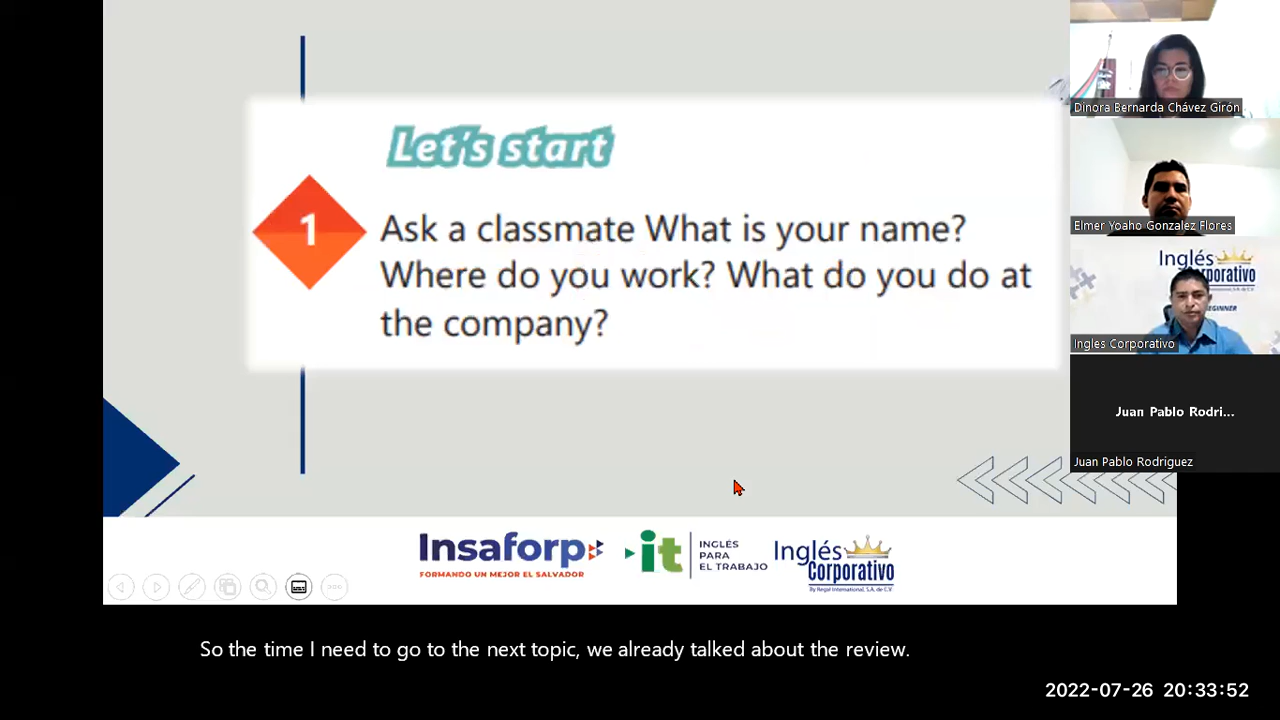 Let's start
1
Ask a classmate What is your name?
Where do you work? What do you do at
the company?
Insaforp
FORMANDO UN MEJOR EL SALVADOR
it
INGLÉS
PARA
EL TRABAJO
Inglés
Corporativo
By Regal International, S.A. de C.V.
So the time I need to go to the next topic, we already talked about the review.
Dinora Bernarda Chávez Girón
Elmer Yoaho Gonzalez Flores
Inglés
Corporativo
Ingles Corporativo
Juan Pablo Rodri...
Juan Pablo Rodriguez
2022-07-26 20:33:52